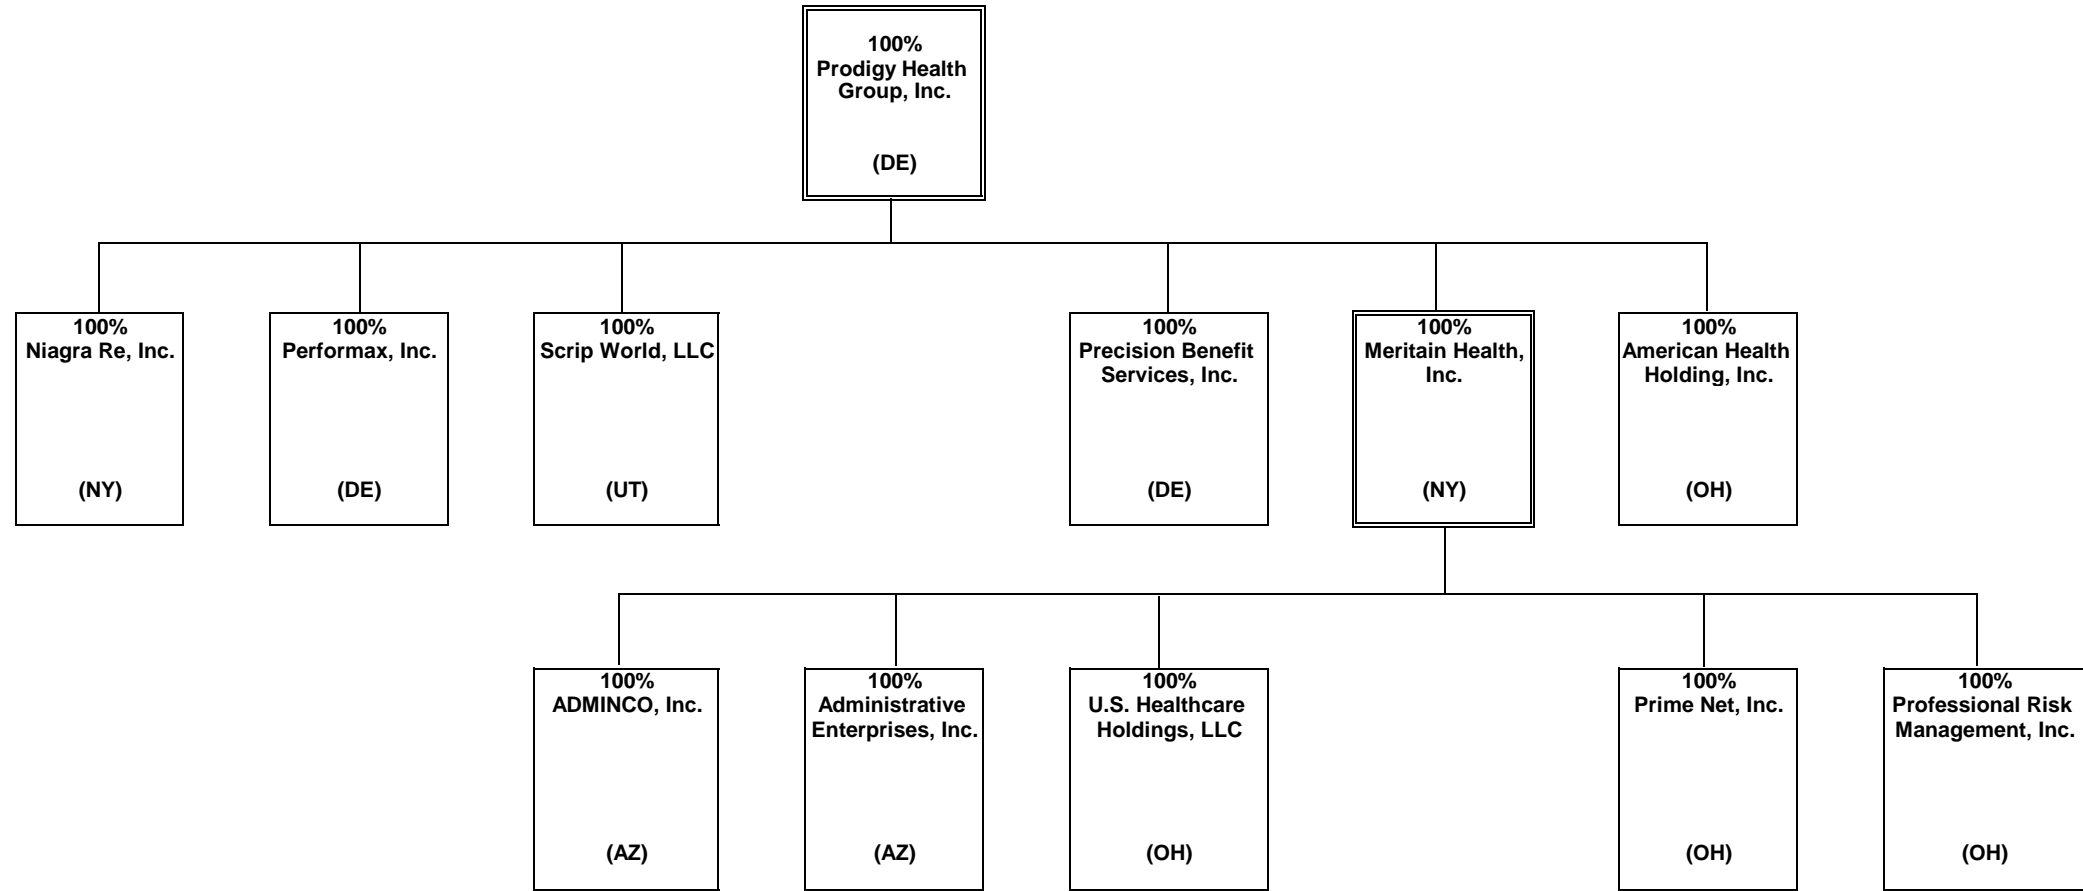 100%
Prodigy Health
Group, Inc.
(DE)
100%
Niagra Re, Inc.
(NY)
100%
Performax, Inc.
(DE)
100%
Scrip World, LLC
(UT)
100%
Precision Benefit
Services, Inc.
(DE)
100%
Meritain Health,
Inc.
(NY)
100%
American Health
Holding, Inc.
(OH)
100%
ADMINCO, Inc.
(AZ)
100%
Administrative
Enterprises, Inc.
(AZ)
100%
U.S. Healthcare
Holdings, LLC
(OH)
100%
Prime Net, Inc.
(OH)
100%
Professional Risk
Management, Inc.
(OH)